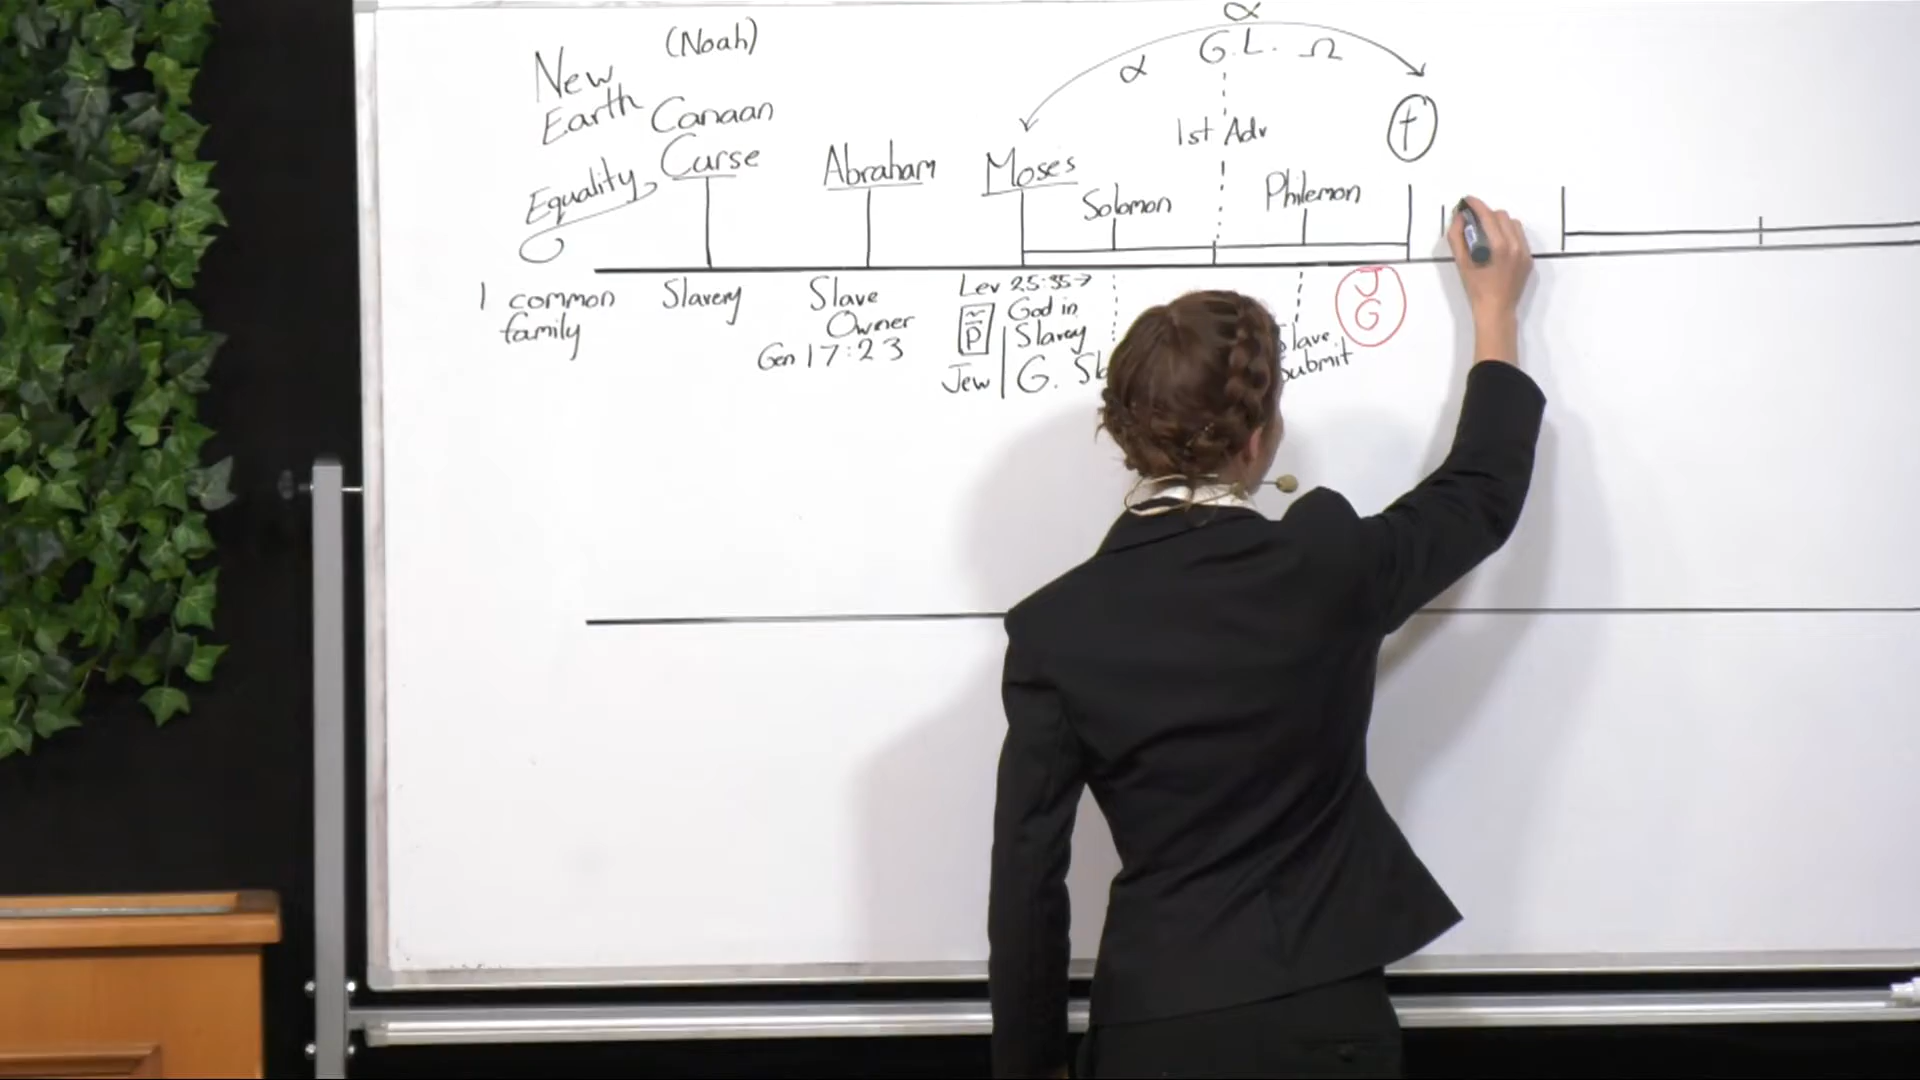 α
(Noah)
G.L. Ω
α
New
Earth
Canaan
1st Adv
Curse
Abraham
Moses
Equality
Solomon
Philemon
1 common
family
Slavery
Slave
Owner
Gen 17:23
Lev 25:35→
God in
Slavery
P
Jew
G.
J
G
Submit